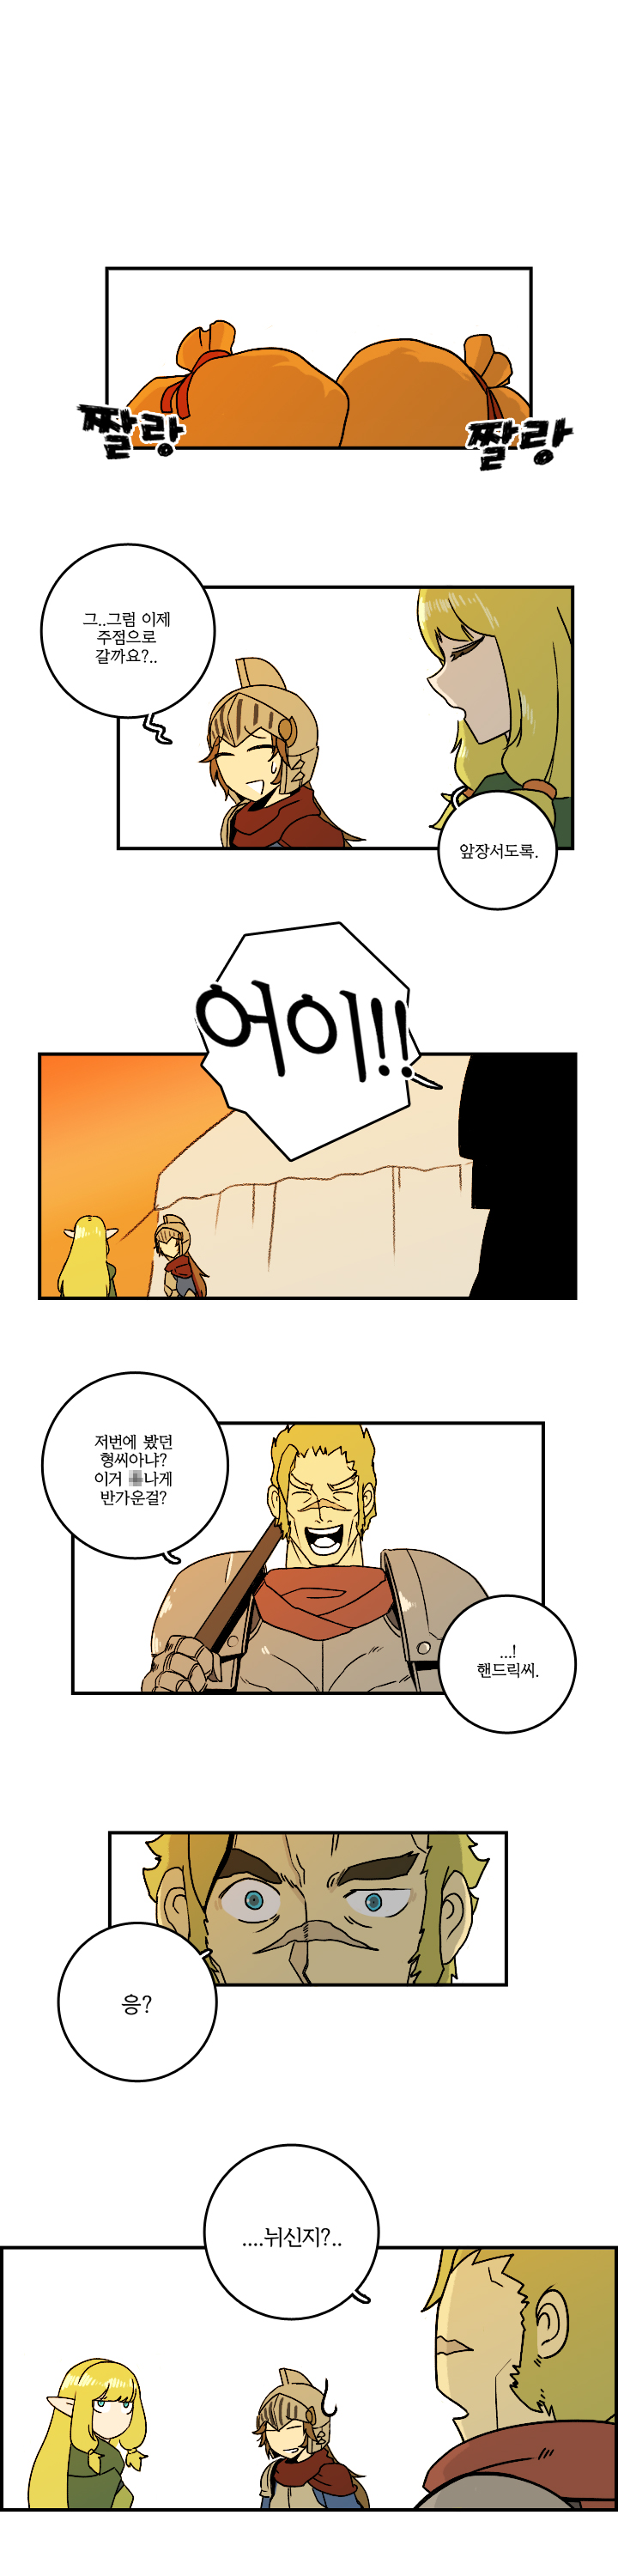 짤랑
짤랑
그..그럼 이제
주점으로
갈까요?..
앞장서도록.
어이!!
저번에 봤던
형씨아냐?
이거 나게
반가운걸?
...!
핸드릭씨.
응?
....뉘신지?..